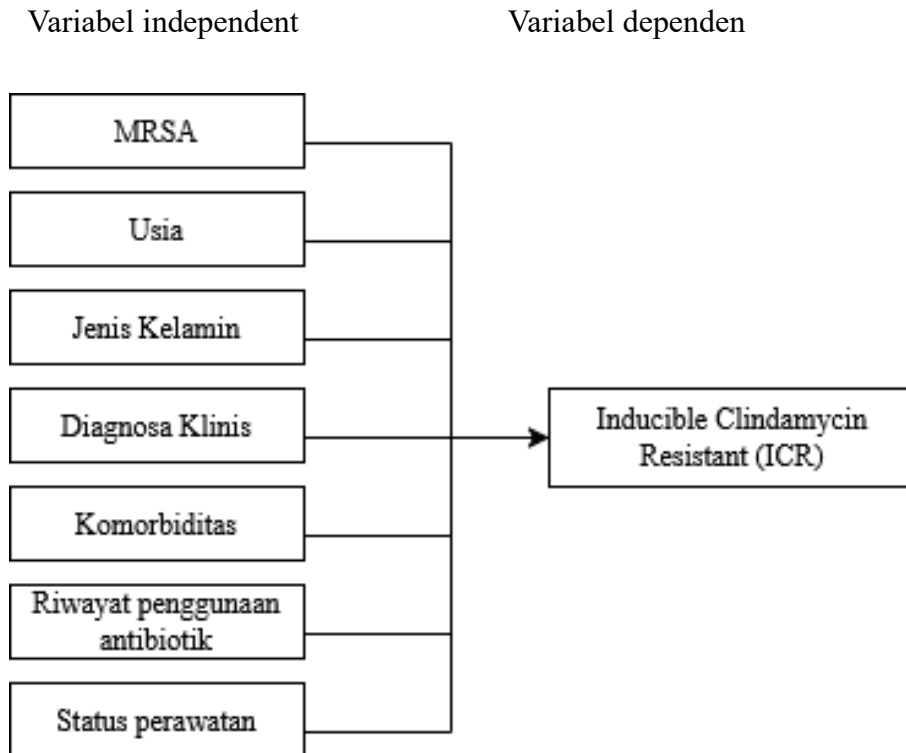 Variabel independent
Variabel dependen
MRSA
Usia
Jenis Kelamin
Diagnosa Klinis
Komorbiditas
Riwayat penggunaan
antibiotik
Status perawatan
Inducible Clindamycin
Resistant (ICR)